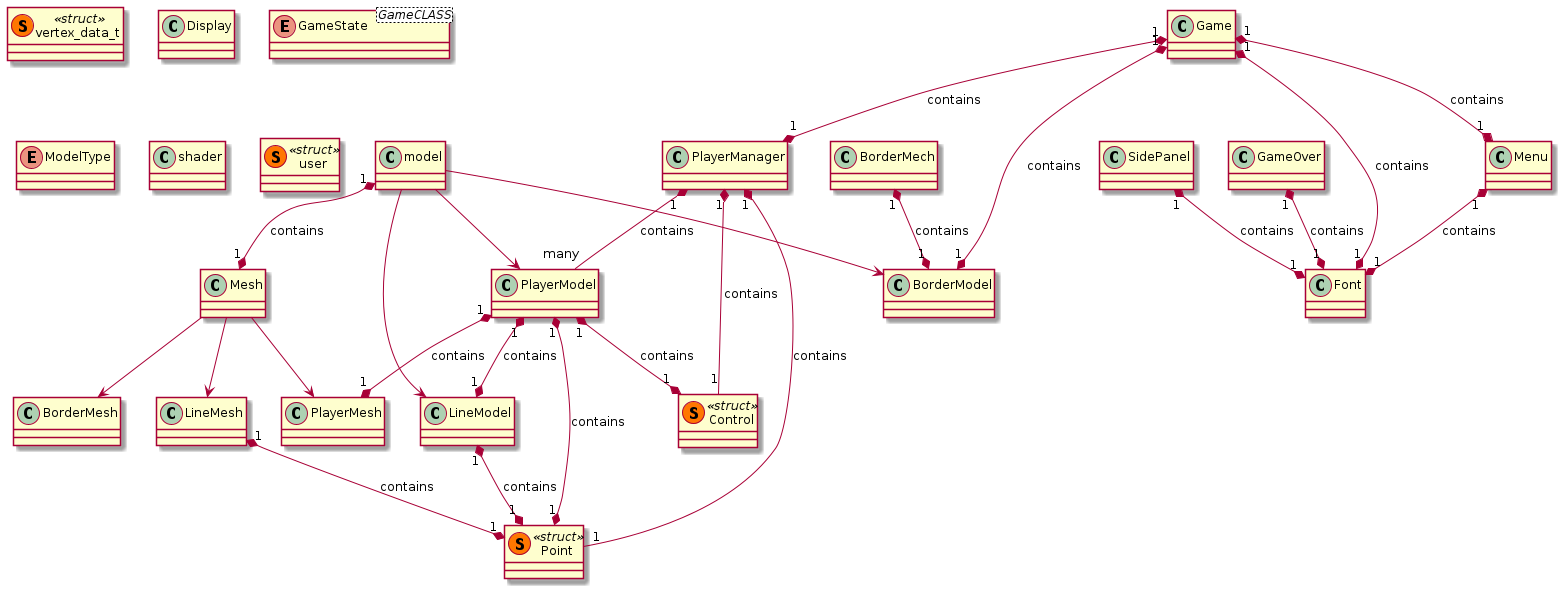 S «struct» vertex_data_t
C Display
E GameState GameCLASS
C Game
1
1
1
1
contains
contains
1
1
E ModelType
C shader
S «struct» user
C model
C PlayerManager
C BorderMech
C SidePanel
C GameOver
C Menu
contains
contains
1
1
1
1
1
1
1
1
contains
contains
contains
contains
contains
contains
many
1
1
1
1
1
1
1
C Mesh
C PlayerModel
C BorderModel
C Font
contains
1
1
1
1
contains
contains
contains
contains
1
1
1
C BorderMesh
C LineMesh
C PlayerMesh
C LineModel
S «struct» Control
1
contains
1
1
contains
contains
1
1
1
1
S «struct» Point